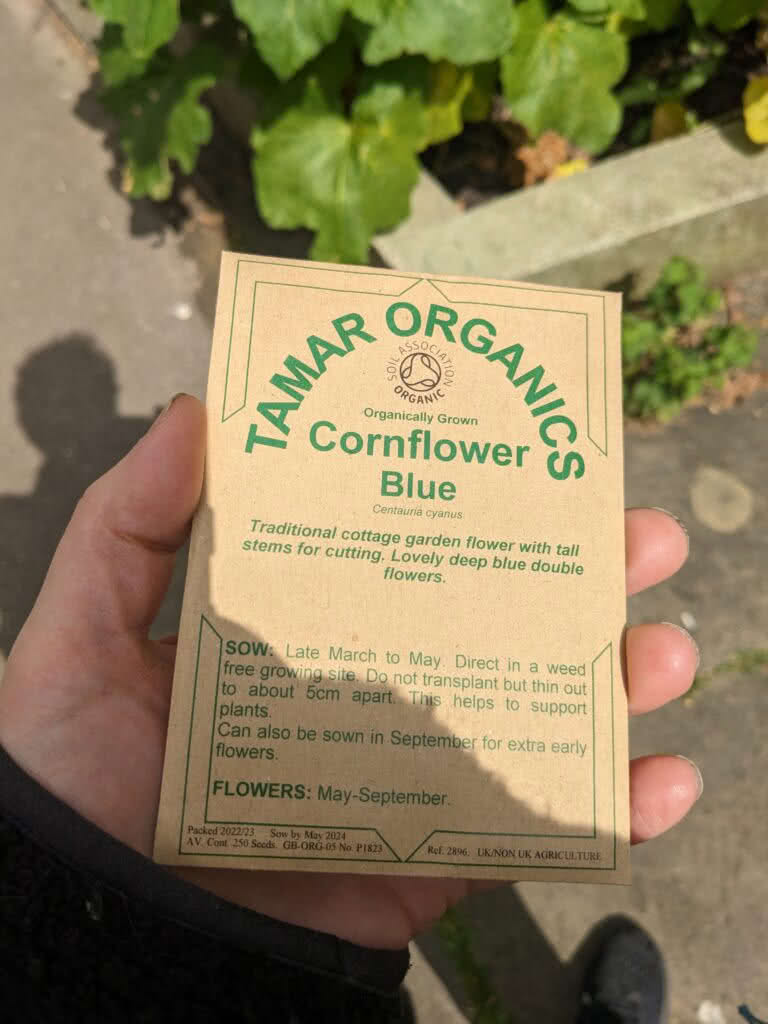 TAMAR ORGANICS
SOIL ASSOCIATION
ORGANIC
Organically Grown
Cornflower
Blue
Centauria cyanus
Traditional cottage garden flower with tall
stems for cutting. Lovely deep blue double
flowers.
SOW: Late March to May. Direct in a weed
free growing site. Do not transplant but thin out
to about 5cm apart. This helps to support
plants.
Can also be sown in September for extra early
flowers.
FLOWERS: May-September.
Packed 2022/23 Sow by May 2024
AV. Cont. 250 Seeds. GB-ORG-05 No. P1823
Ref. 2896. UK/NON UK AGRICULTURE